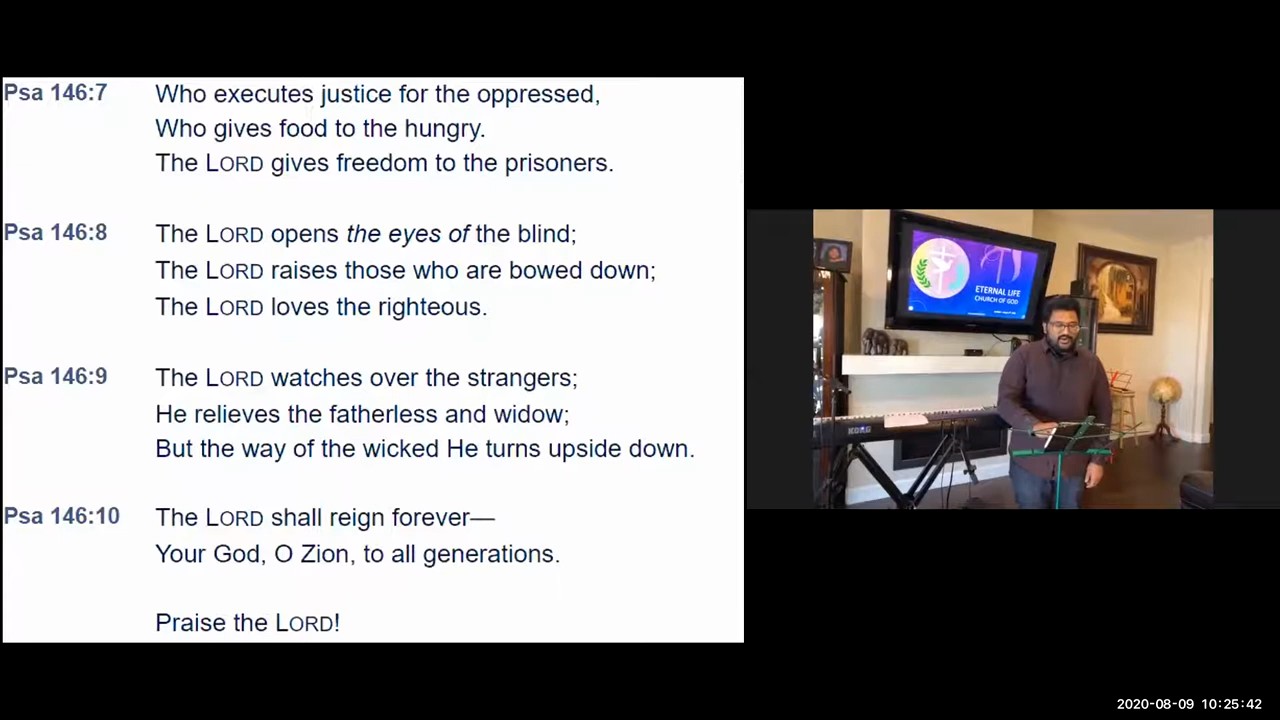 Psa 146:7 Who executes justice for the oppressed,
Who gives food to the hungry.
The LORD gives freedom to the prisoners.
Psa 146:8 The LORD opens the eyes of the blind;
The LORD raises those who are bowed down;
The LORD loves the righteous.
Psa 146:9 The LORD watches over the strangers;
He relieves the fatherless and widow;
But the way of the wicked He turns upside down.
Psa 146:10 The LORD shall reign forever—
Your God, O Zion, to all generations.
Praise the LORD!
ETERNAL LIFE
CHURCH OF GOD
KORG
2020-08-09 10:25:42